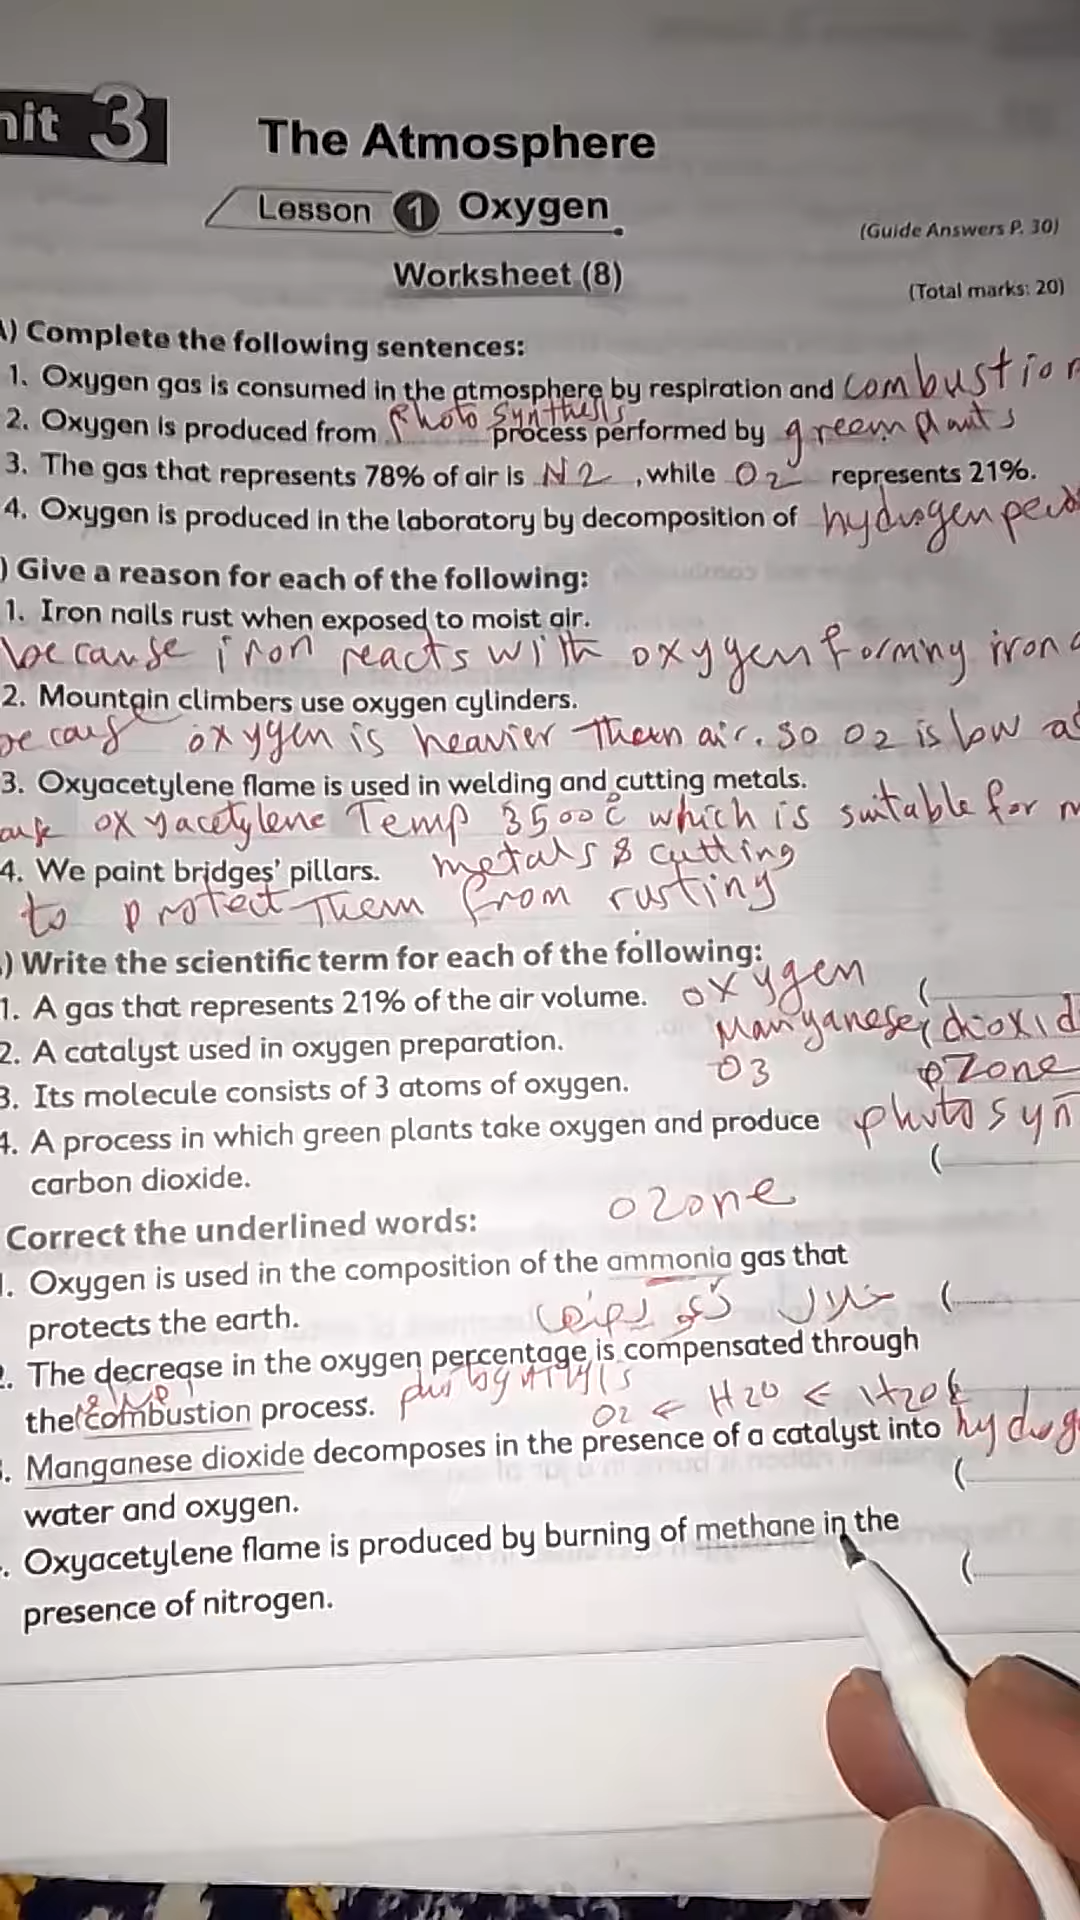 nit 3
The Atmosphere
Lesson 1 Oxygen
(Guide Answers P. 30)
Worksheet (8)
(Total marks: 20)
) Complete the following sentences:
1. Oxygen gas is consumed in the atmosphere by respiration and combustion
2. Oxygen is produced from Photo synthesis process performed by green plants
3. The gas that represents 78% of air is N2, while O2 represents 21%.
4. Oxygen is produced in the laboratory by decomposition of hydrogen
) Give a reason for each of the following:
1. Iron nails rust when exposed to moist air.
because iron reacts with oxygen forming iron
2. Mountain climbers use oxygen cylinders.
oxygen is heavier than air. so O2 is low
3. Oxyacetylene flame is used in welding and cutting metals.
oxyacetylene Temp 3500°C which is suitable for
metals & cutting
4. We paint bridges' pillars.
to protect them from rusting
) Write the scientific term for each of the following:
1. A gas that represents 21% of the air volume. oxygen (
2. A catalyst used in oxygen preparation. Manganese dioxid
3. Its molecule consists of 3 atoms of oxygen. O3 ozone
4. A process in which green plants take oxygen and produce photosyn
carbon dioxide. (
Correct the underlined words: ozone
1. Oxygen is used in the composition of the ammonia gas that
protects the earth. خلال (
2. The decrease in the oxygen percentage is compensated through
the combustion process.
O2 ← H2O ← H2O2
3. Manganese dioxide decomposes in the presence of a catalyst into hydrog
water and oxygen. (
4. Oxyacetylene flame is produced by burning of methane in the
presence of nitrogen. (